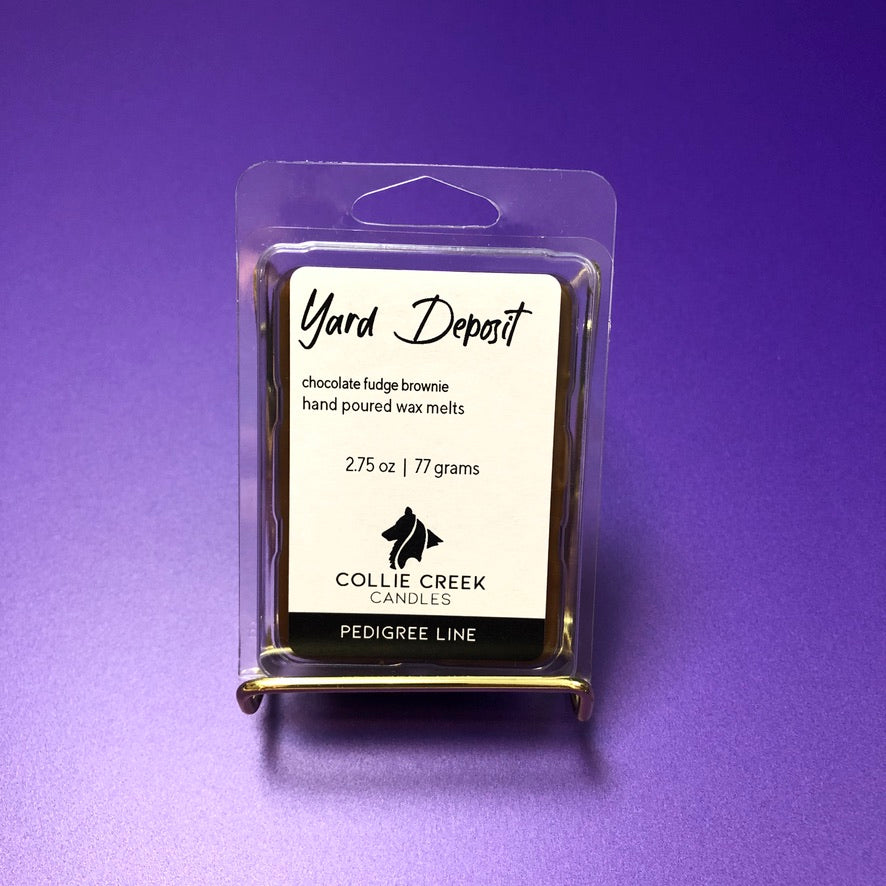 Yard Deposit
chocolate fudge brownie
hand poured wax melts
2.75 oz | 77 grams
COLLIE CREEK
CANDLES
PEDIGREE LINE